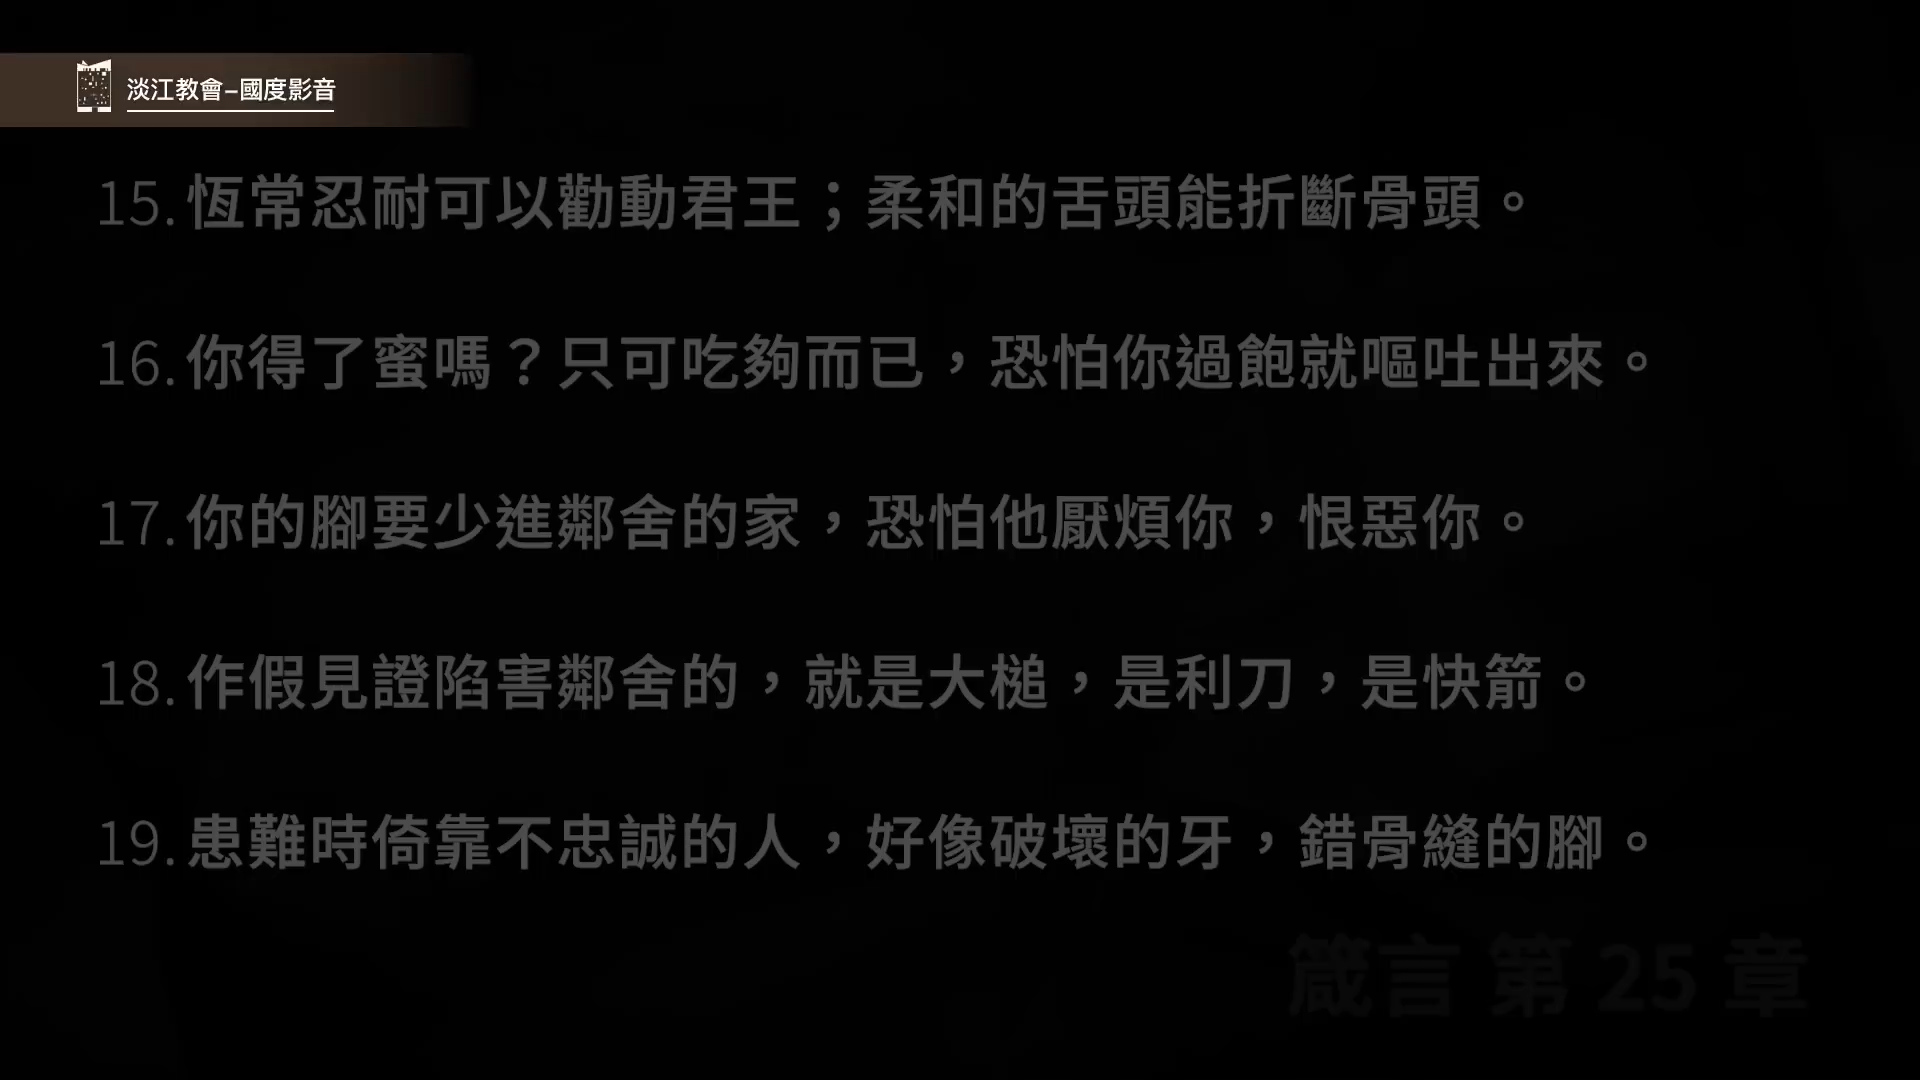 淡江教會–國度影音
15.恆常忍耐可以勸動君王；柔和的舌頭能折斷骨頭。
16.你得了蜜嗎？只可吃夠而已，恐怕你過飽就嘔吐出來。
17.你的腳要少進鄰舍的家，恐怕他厭煩你，恨惡你。
18.作假見證陷害鄰舍的，就是大槌，是利刀，是快箭。
19.患難時倚靠不忠誠的人，好像破壞的牙，錯骨縫的腳。
箴言 第 25 章